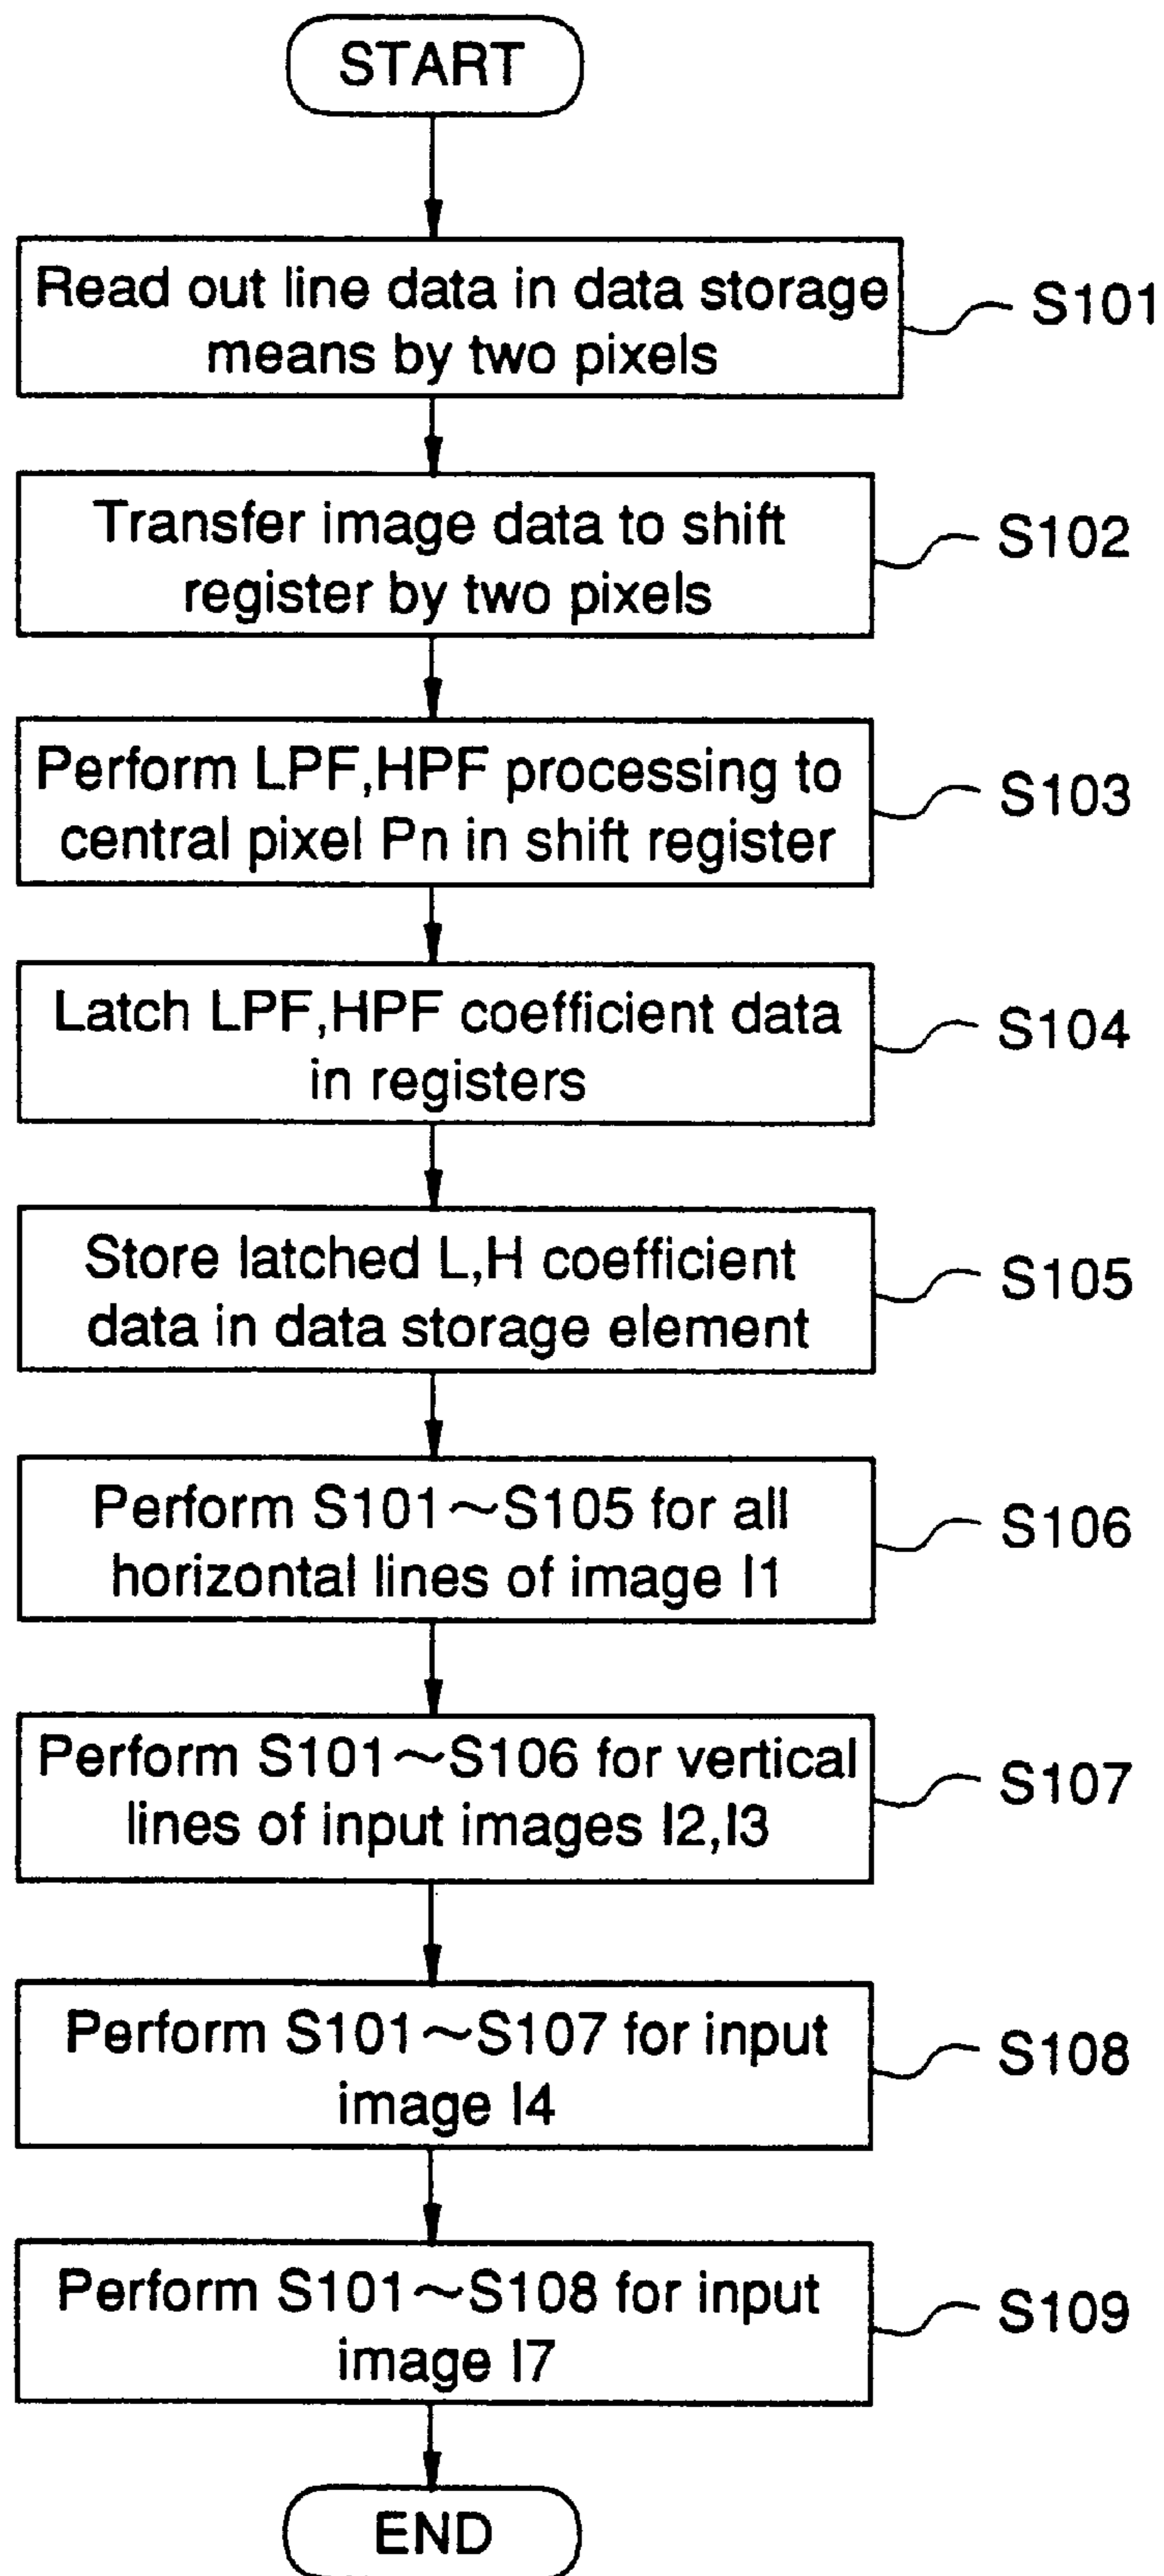 START
Read out line data in data storage
means by two pixels
S101
Transfer image data to shift
register by two pixels
S102
Perform LPF,HPF processing to
central pixel Pn in shift register
S103
Latch LPF,HPF coefficient data
in registers
S104
Store latched L,H coefficient
data in data storage element
S105
Perform S101~S105 for all
horizontal lines of image I1
S106
Perform S101~S106 for vertical
lines of input images I2,I3
S107
Perform S101~S107 for input
image I4
S108
Perform S101~S108 for input
image I7
S109
END